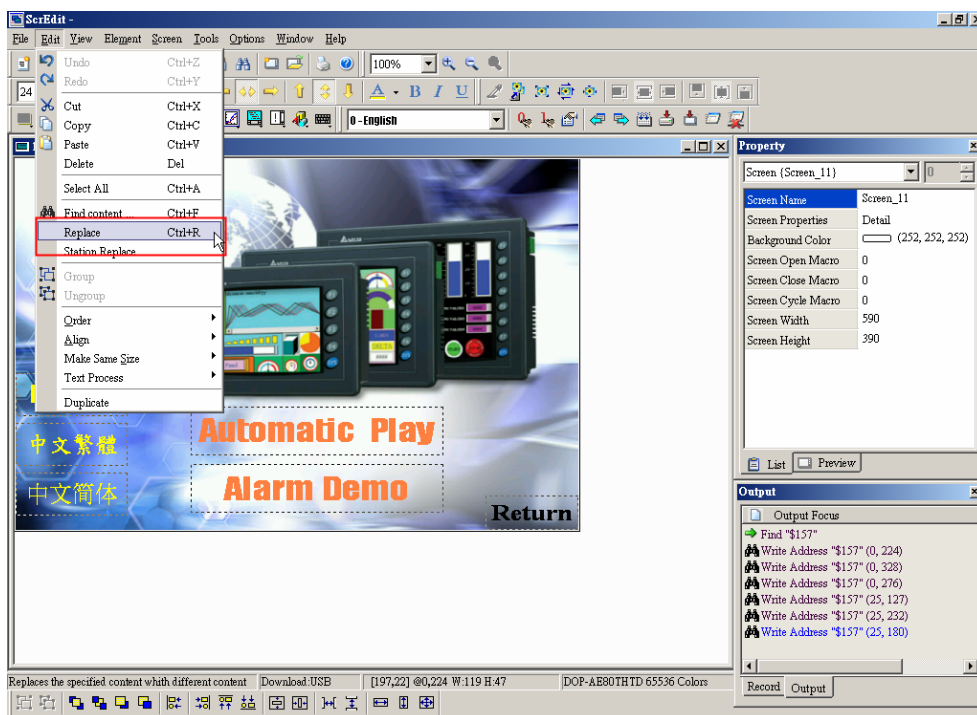 ScrEdit -
File Edit View Element Screen Tools Options Window Help
Undo Ctrl+Z
Redo Ctrl+Y
Cut Ctrl+X
Copy Ctrl+C
Paste Ctrl+V
Delete Del
Select All Ctrl+A
Find content ... Ctrl+F
Replace Ctrl+R
Station Replace
Group
Ungroup
Order
Align
Make Same Size
Text Process
Duplicate
100%
24
A B I U
0 - English
DELTA
Automatic Play
中文繁體
Alarm Demo
中文简体
Return
Property
Screen {Screen_11} 0
Screen Name Screen_11
Screen Properties Detail
Background Color (252, 252, 252)
Screen Open Macro 0
Screen Close Macro 0
Screen Cycle Macro 0
Screen Width 590
Screen Height 390
List Preview
Output
Output Focus
Find "$157"
Write Address "$157" (0, 224)
Write Address "$157" (0, 328)
Write Address "$157" (0, 276)
Write Address "$157" (25, 127)
Write Address "$157" (25, 232)
Write Address "$157" (25, 180)
Record Output
Replaces the specified content whith different content Download:USB [197,22] @0,224 W:119 H:47 DOP-AE80THTD 65536 Colors